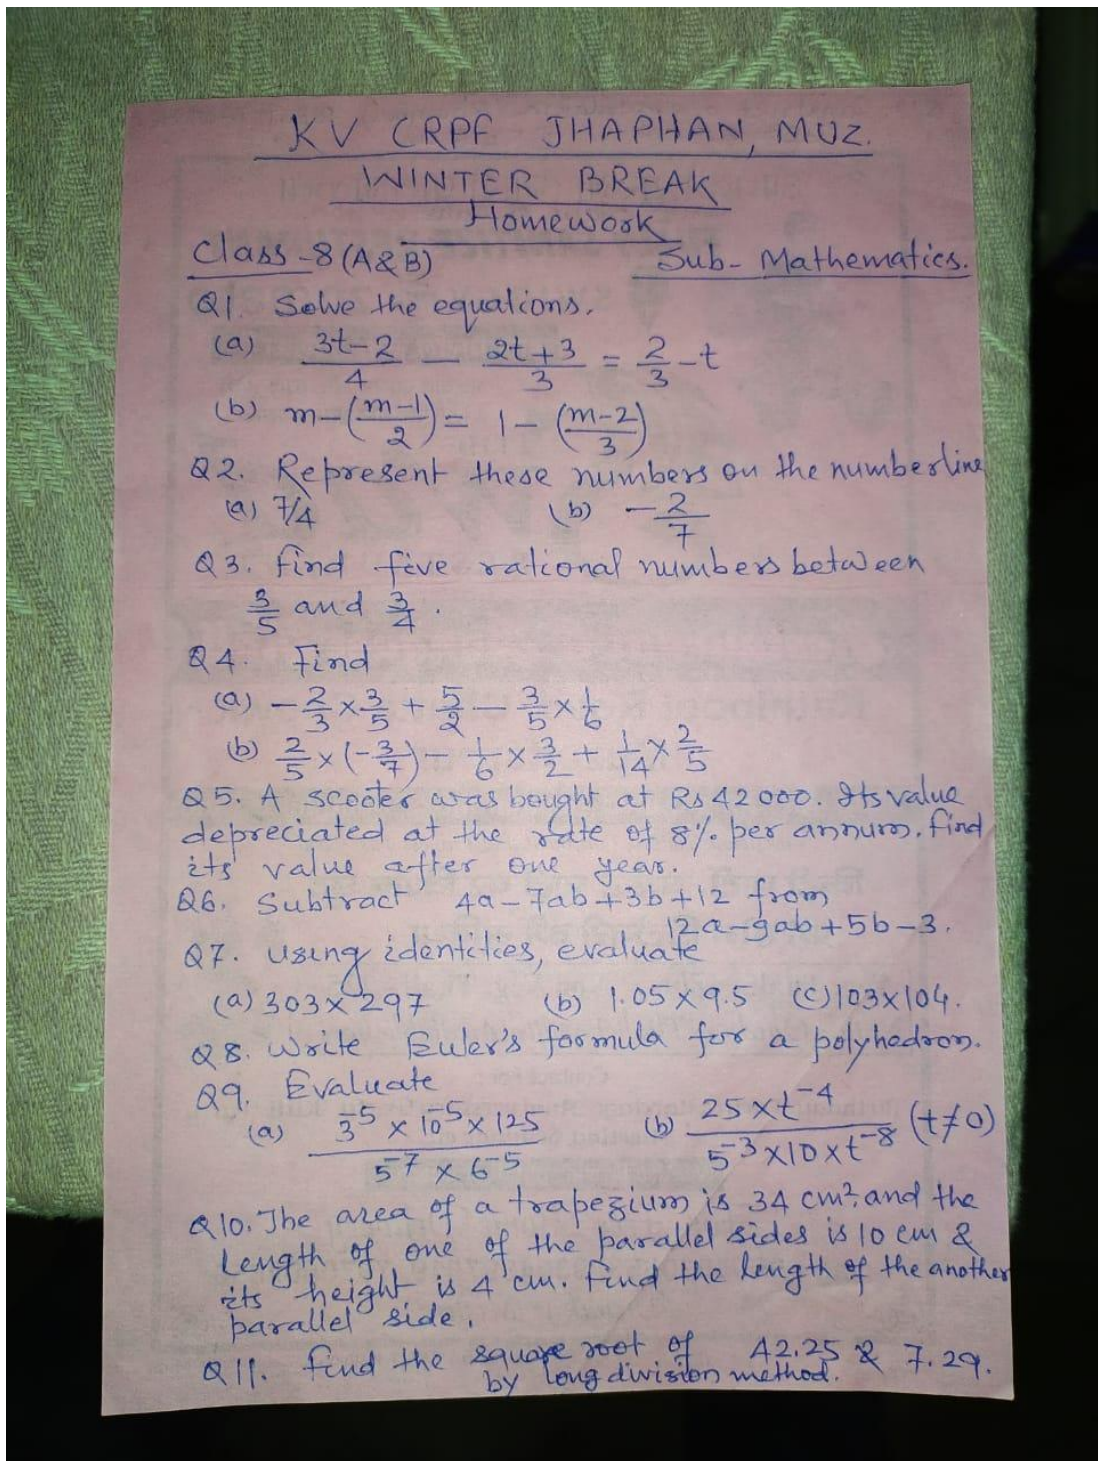 KV CRPF JHAPHAN, MUZ.
WINTER BREAK
Homework
Class-8 (A&B) Sub- Mathematics.
Q1. Solve the equations.
(a) (3t-2)/4 - (2t+3)/3 = 2/3 - t
(b) m-((m-1)/2) = 1-((m-2)/3)
Q2. Represent these numbers on the numberline
(a) 7/4 (b) -2/7
Q3. find five rational numbers between
3/5 and 3/4.
Q4. Find
(a) -2/3 × 3/5 + 5/2 - 3/5 × 1/6
(b) 2/5 × (-3/7) - 1/6 × 3/2 + 1/14 × 2/5
Q5. A scooter was bought at Rs 42000. Its value
depreciated at the rate of 8% per annum. find
its value after one year.
Q6. Subtract 4a-7ab+3b+12 from
12a-9ab+5b-3.
Q7. using identities, evaluate
(a) 303×297 (b) 1.05×9.5 (c) 103×104.
Q8. Write Euler's formula for a polyhedron.
Q9. Evaluate
(a) (3⁻⁵ × 10⁻⁵ × 125)/(5⁻⁷ × 6⁻⁵) (b) (25×t⁻⁴)/(5⁻³×10×t⁻⁸) (t≠0)
Q10. The area of a trapezium is 34 cm² and the
length of one of the parallel sides is 10 cm &
its height is 4 cm. find the length of the another
parallel side.
Q11. find the square root of 42.25 & 7.29.
by long division method.